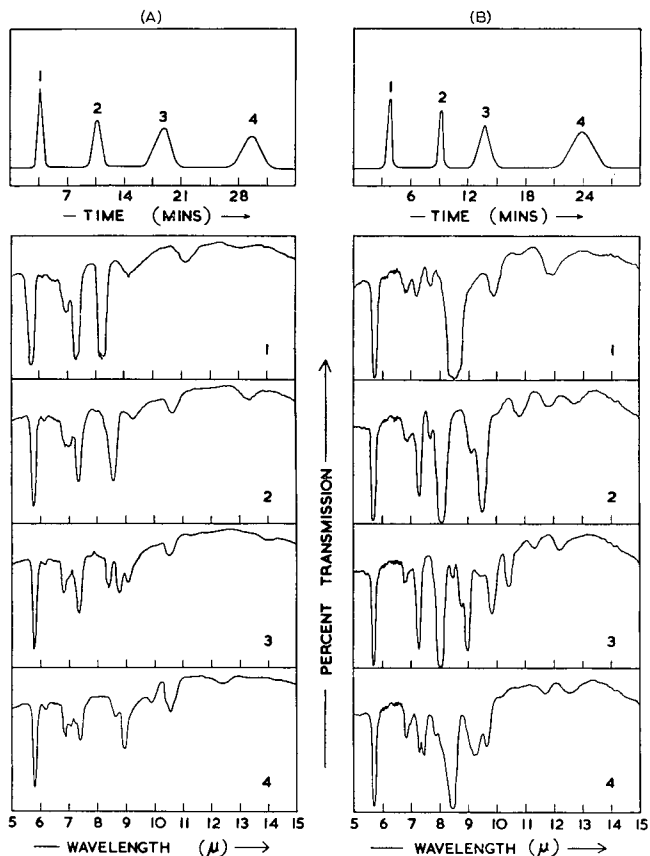 (A)
1 2 3 4
7 14 21 28
— TIME (MINS) →
1
2
3
4
5 6 7 8 9 10 11 12 13 14 15
— WAVELENGTH (μ) →
PERCENT TRANSMISSION
(B)
1 2 3 4
6 12 18 24
— TIME (MINS) →
1
2
3
4
5 6 7 8 9 10 11 12 13 14 15
— WAVELENGTH (μ) →